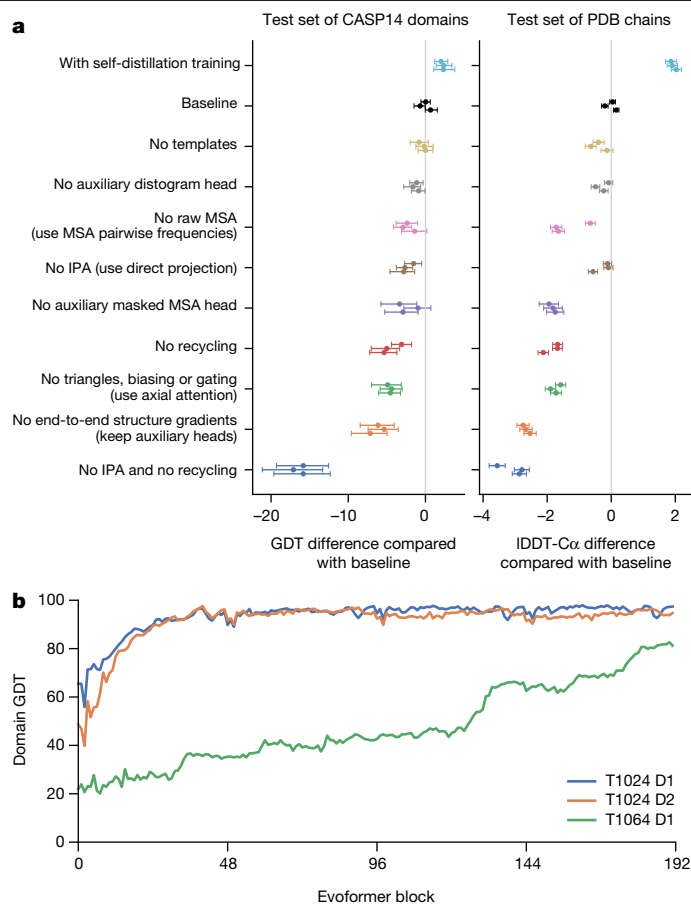 a
Test set of CASP14 domains
Test set of PDB chains
With self-distillation training
Baseline
No templates
No auxiliary distogram head
No raw MSA
(use MSA pairwise frequencies)
No IPA (use direct projection)
No auxiliary masked MSA head
No recycling
No triangles, biasing or gating
(use axial attention)
No end-to-end structure gradients
(keep auxiliary heads)
No IPA and no recycling
−20 −10 0
−4 −2 0 2
GDT difference compared
with baseline
lDDT-Cα difference
compared with baseline
b
Domain GDT
100
80
60
40
20
0
T1024 D1
T1024 D2
T1064 D1
0 48 96 144 192
Evoformer block